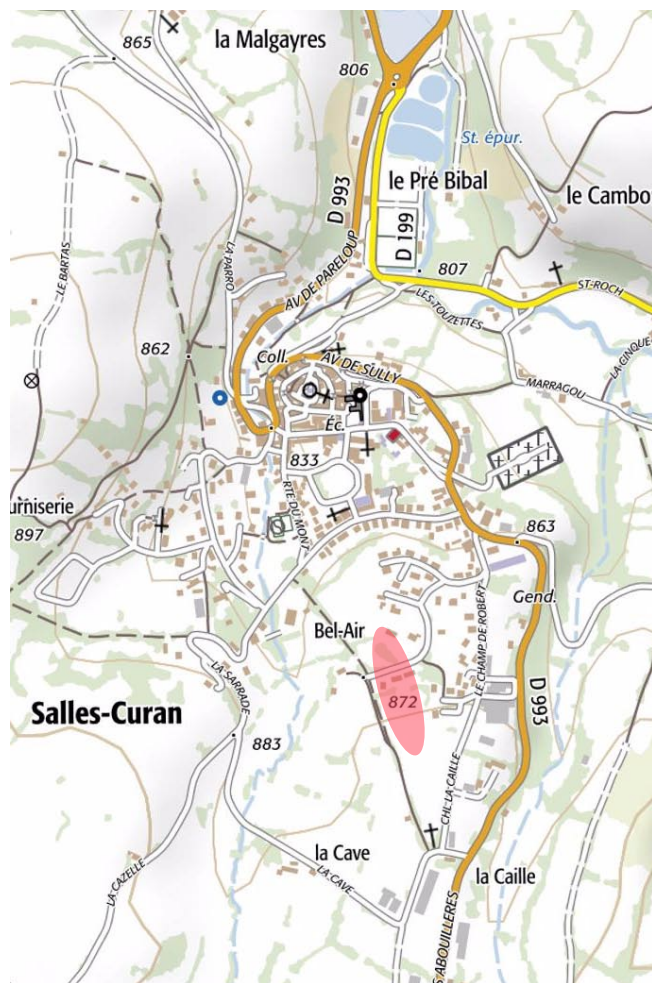 865
la Malgayres
806
St. épur.
le Pré Bibal
le Cambo
D 993
D 199
LA PARRO
LE BARTAS
AV DE PARELOUP
807
ST-ROCH
LES TOUZETTES
LA CINQUE
862
Coll.
AV DE SULLY
MARRAGOU
Éc.
833
urniserie
897
RTE DU MONT
863
Gend.
Bel-Air
LE CHAMP DE ROBERT
LA SARRADE
872
D 993
Salles-Curan
883
CHL LA CAILLE
la Cave
LA CAVE
la Caille
LA CAZELLE
S ABOUILLERES